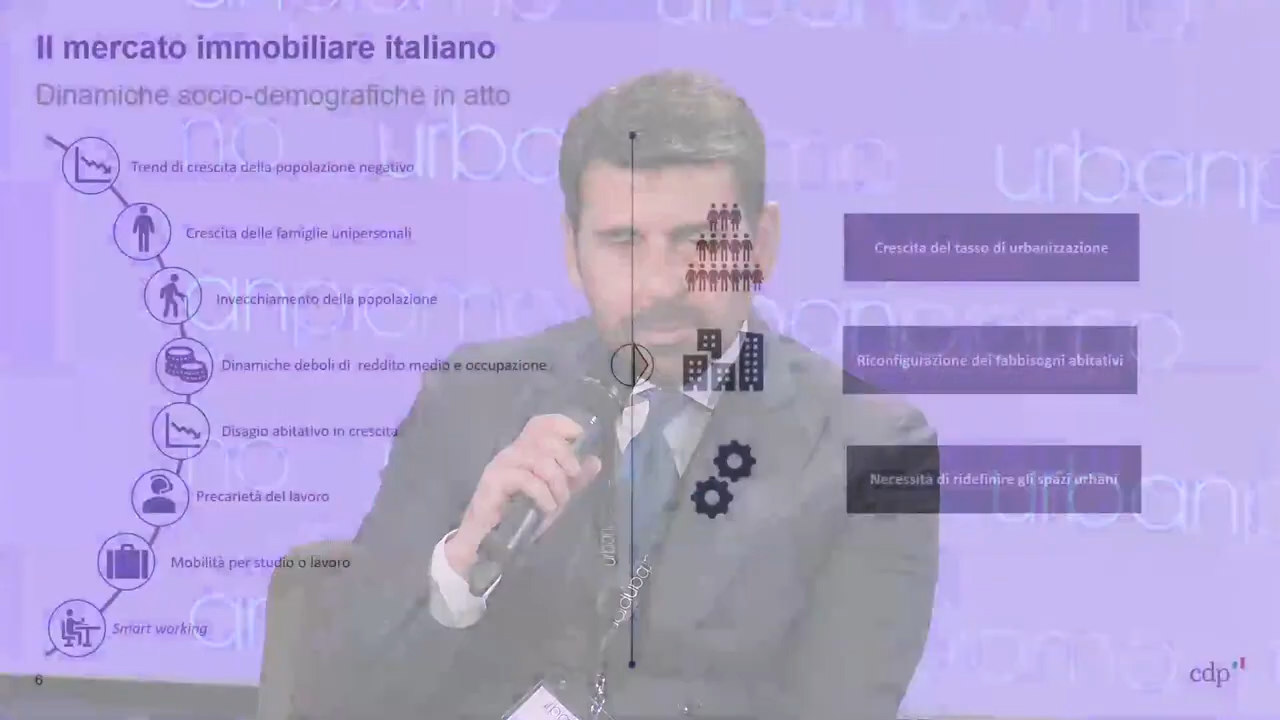 Il mercato immobiliare italiano
Dinamiche socio-demografiche in atto
Trend di crescita della popolazione negativo
Crescita delle famiglie unipersonali
Invecchiamento della popolazione
Dinamiche deboli di reddito medio e occupazione
Disagio abitativo in crescita
Precarietà del lavoro
Mobilità per studio o lavoro
Smart working
Crescita del tasso di urbanizzazione
Riconfigurazione dei fabbisogni abitativi
Necessità di ridefinire gli spazi urbani
6
cdp
urbanp
urbanp